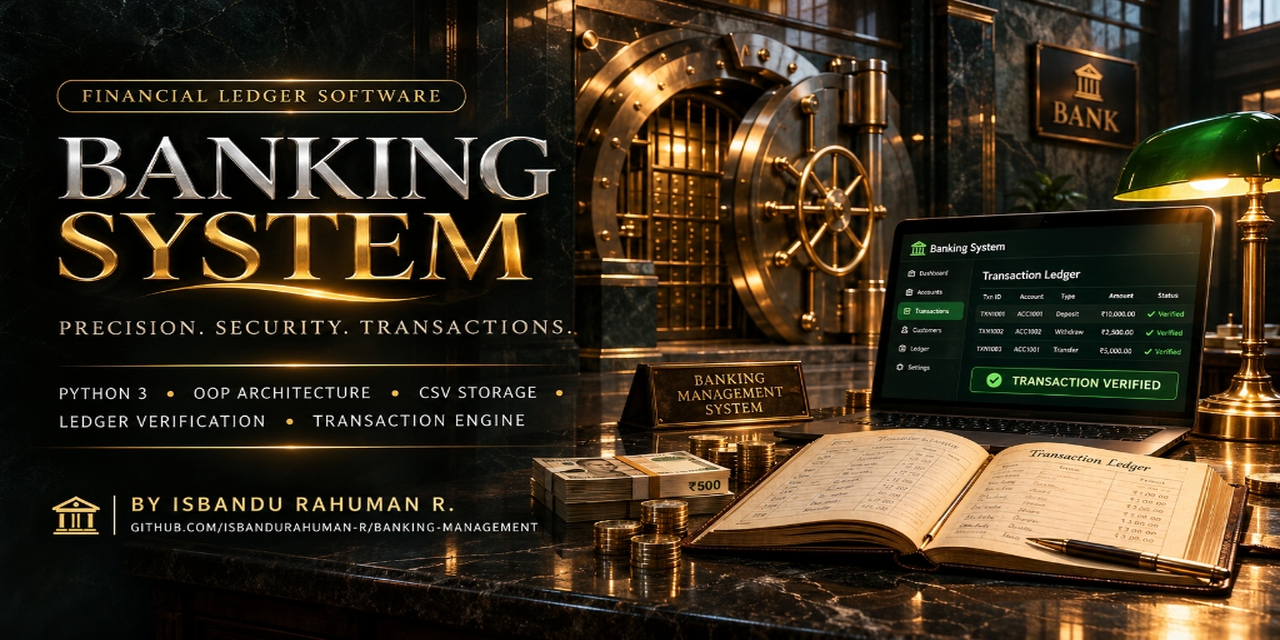 FINANCIAL LEDGER SOFTWARE
BANKING
SYSTEM
PRECISION. SECURITY. TRANSACTIONS.
PYTHON 3 • OOP ARCHITECTURE • CSV STORAGE •
LEDGER VERIFICATION • TRANSACTION ENGINE
BY ISBANDU RAHUMAN R.
GITHUB.COM/ISBANDURAHUMAN-R/BANKING-MANAGEMENT
BANK
Banking System
Dashboard
Accounts
Transactions
Customers
Ledger
Settings
Transaction Ledger
Txn ID Account Type Amount Status
TXN1001 ACC1001 Deposit ₹10,000.00 ✓ Verified
TXN1002 ACC1002 Withdraw ₹2,500.00 ✓ Verified
TXN1003 ACC1001 Transfer ₹5,000.00 ✓ Verified
TRANSACTION VERIFIED
BANKING
MANAGEMENT
SYSTEM
₹500
Transaction Ledger